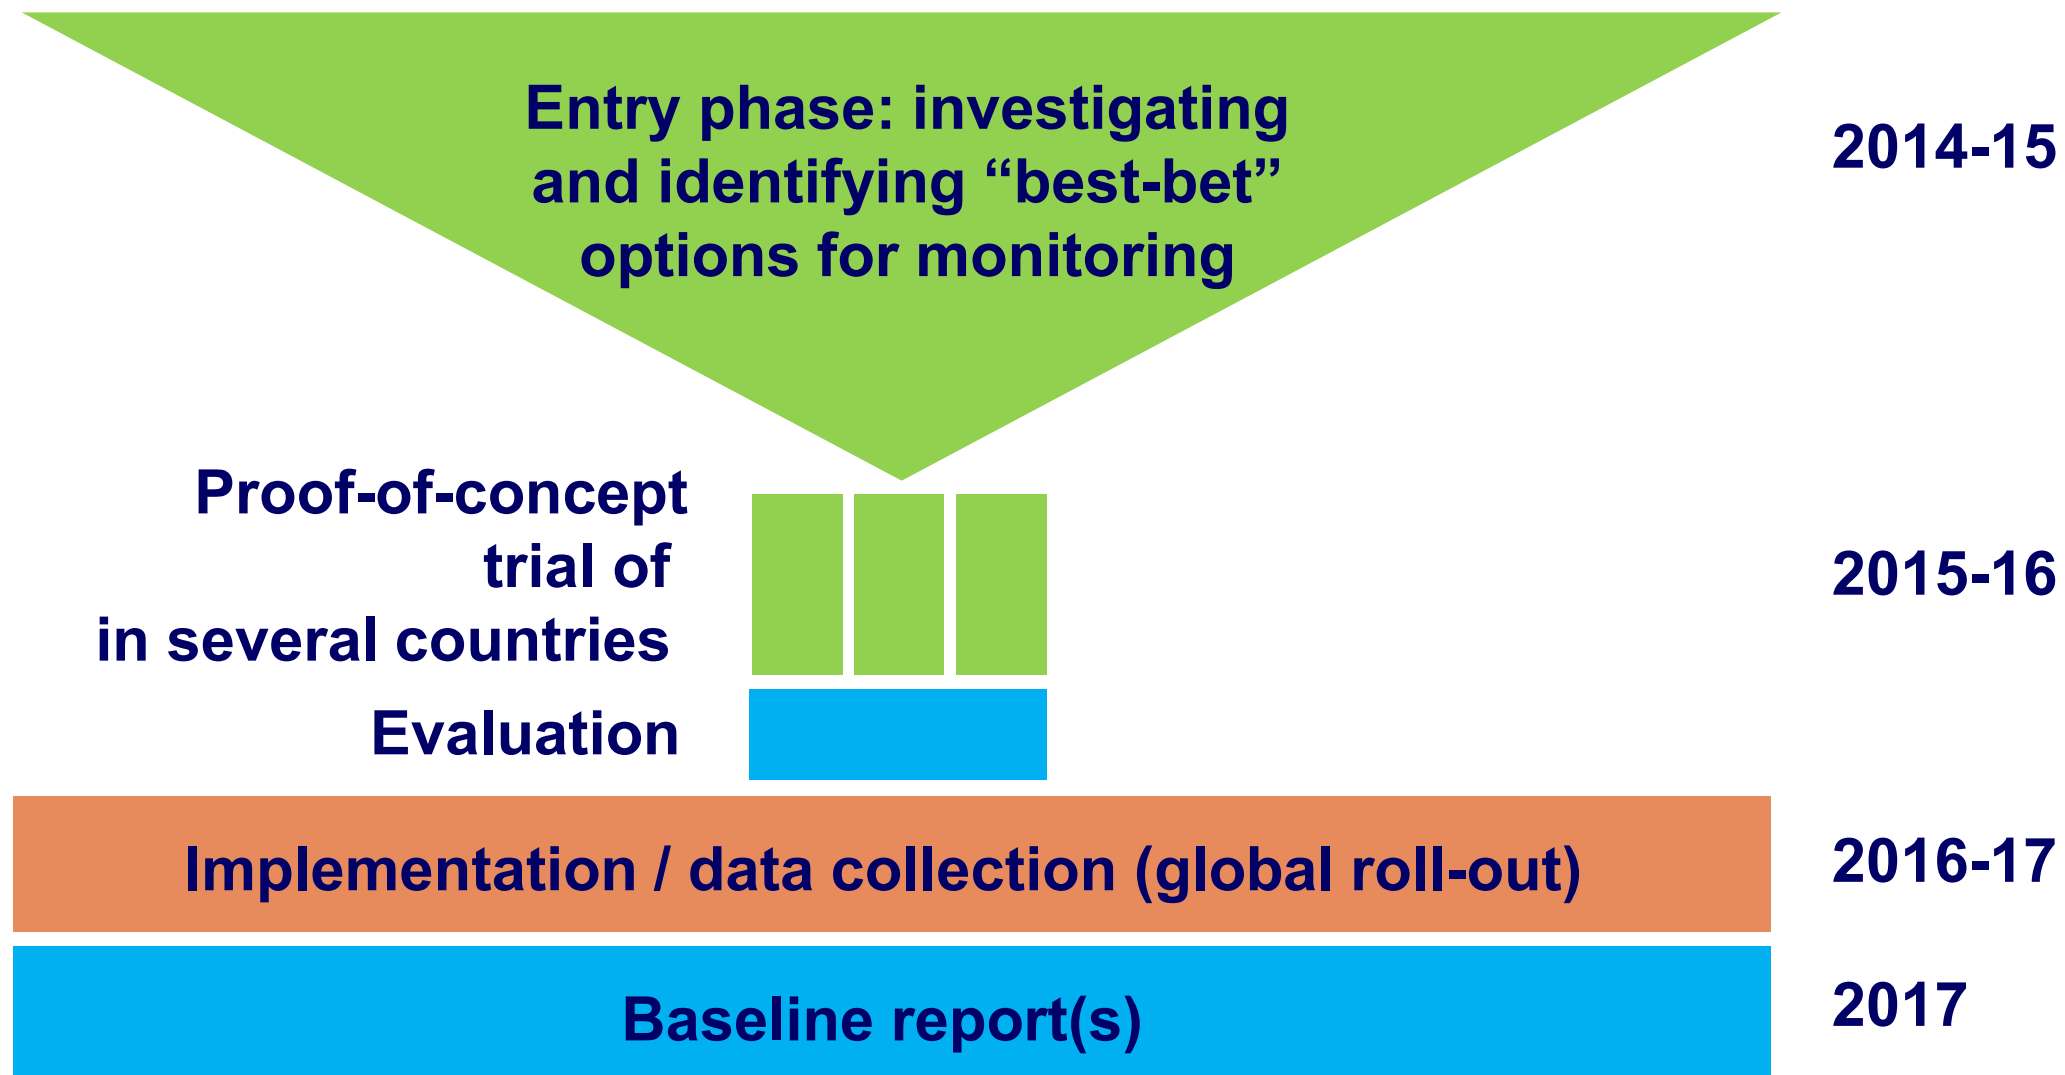 Entry phase: investigating
and identifying “best-bet”
options for monitoring
2014-15
Proof-of-concept
trial of
in several countries
2015-16
Evaluation
Implementation / data collection (global roll-out)
2016-17
Baseline report(s)
2017